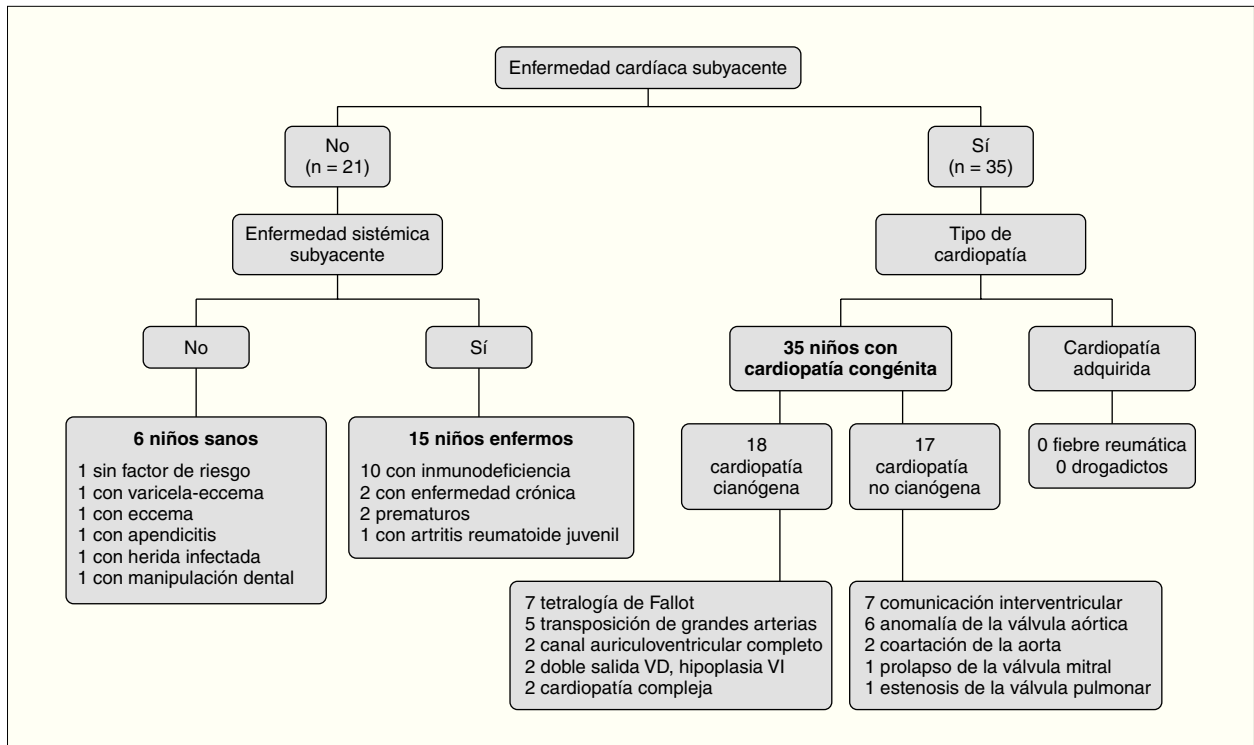 Enfermedad cardíaca subyacente
No
(n = 21)
Sí
(n = 35)
Enfermedad sistémica
subyacente
Tipo de
cardiopatía
No
Sí
35 niños con
cardiopatía congénita
Cardiopatía
adquirida
6 niños sanos
1 sin factor de riesgo
1 con varicela-eccema
1 con eccema
1 con apendicitis
1 con herida infectada
1 con manipulación dental
15 niños enfermos
10 con inmunodeficiencia
2 con enfermedad crónica
2 prematuros
1 con artritis reumatoide juvenil
18
cardiopatía
cianógena
17
cardiopatía
no cianógena
0 fiebre reumática
0 drogadictos
7 tetralogía de Fallot
5 transposición de grandes arterias
2 canal auriculoventricular completo
2 doble salida VD, hipoplasia VI
2 cardiopatía compleja
7 comunicación interventricular
6 anomalía de la válvula aórtica
2 coartación de la aorta
1 prolapso de la válvula mitral
1 estenosis de la válvula pulmonar